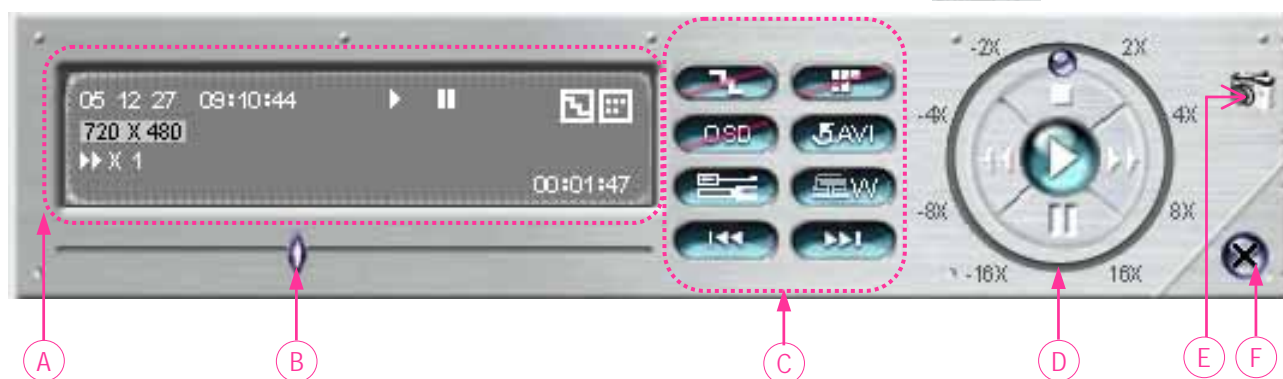 05 12 27 09:10:44
720 X 480
X 1
00:01:47
OSD
AVI
W
-2X 2X
-4X 4X
-8X 8X
-16X 16X
A B C D E F